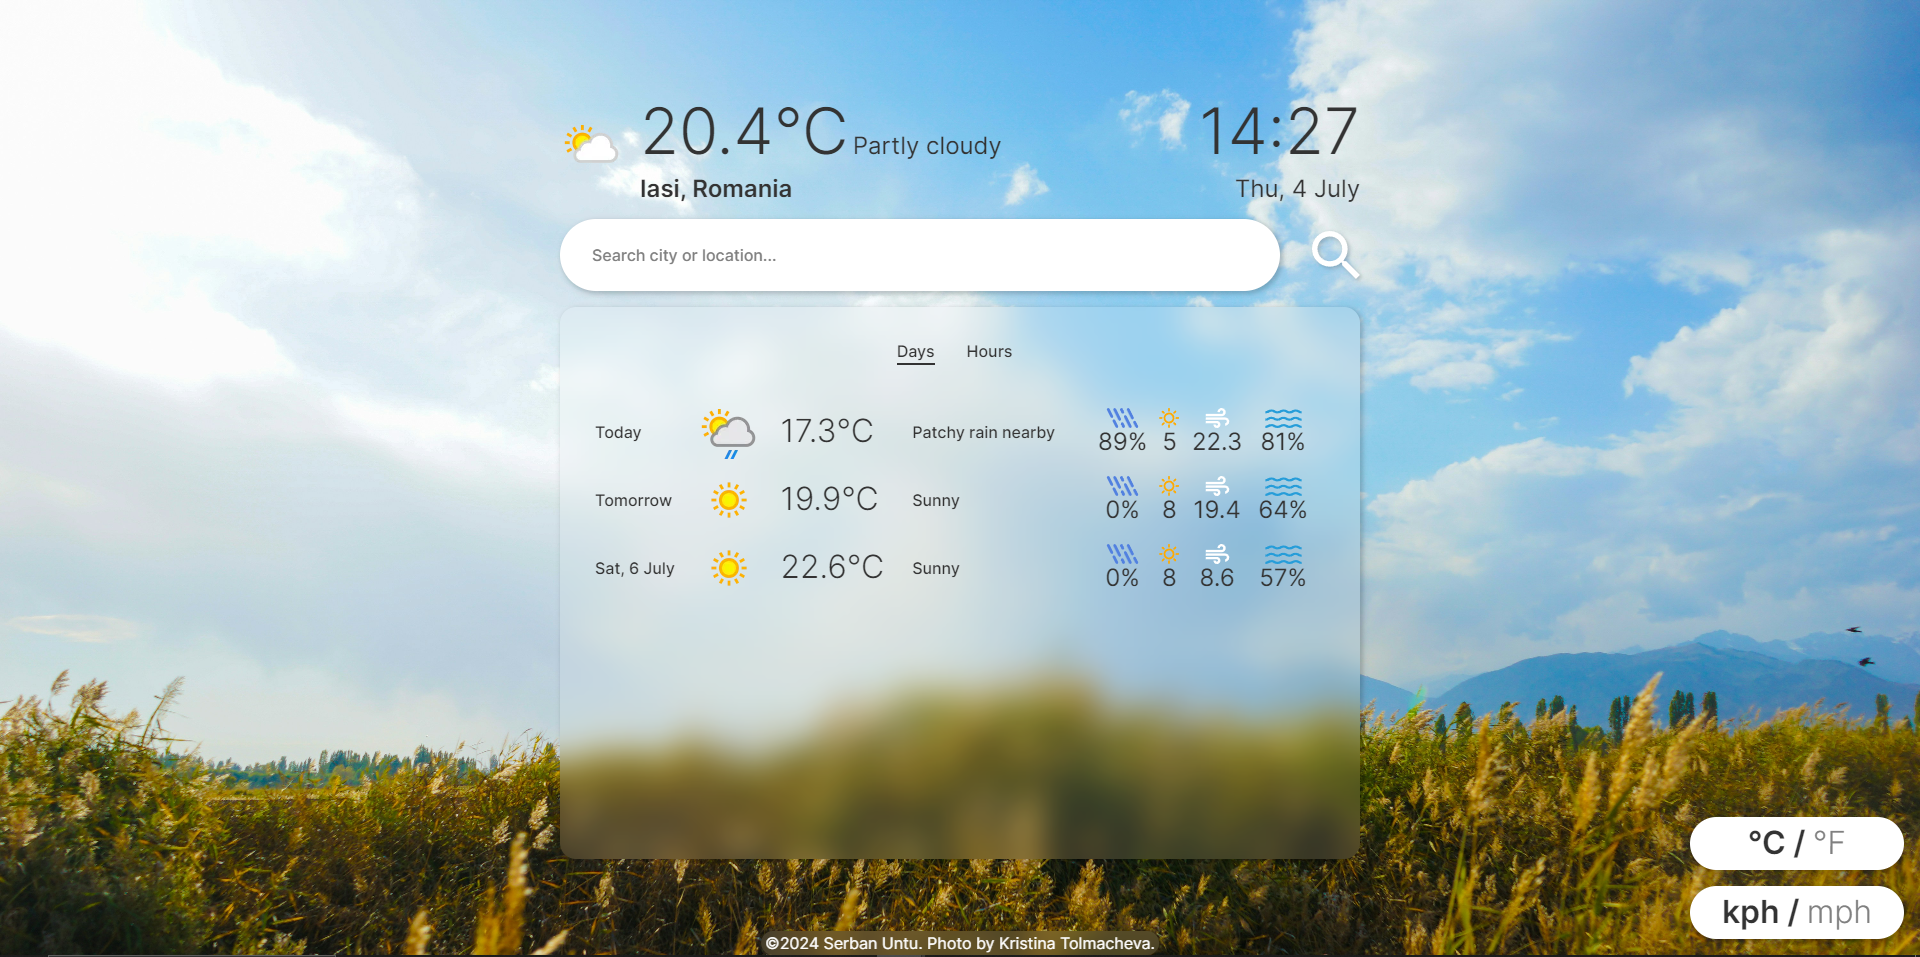 20.4°C Partly cloudy 14:27
Iasi, Romania Thu, 4 July
Search city or location...
Days Hours
Today 17.3°C Patchy rain nearby 89% 5 22.3 81%
Tomorrow 19.9°C Sunny 0% 8 19.4 64%
Sat, 6 July 22.6°C Sunny 0% 8 8.6 57%
°C / °F
kph / mph
©2024 Serban Untu. Photo by Kristina Tolmacheva.